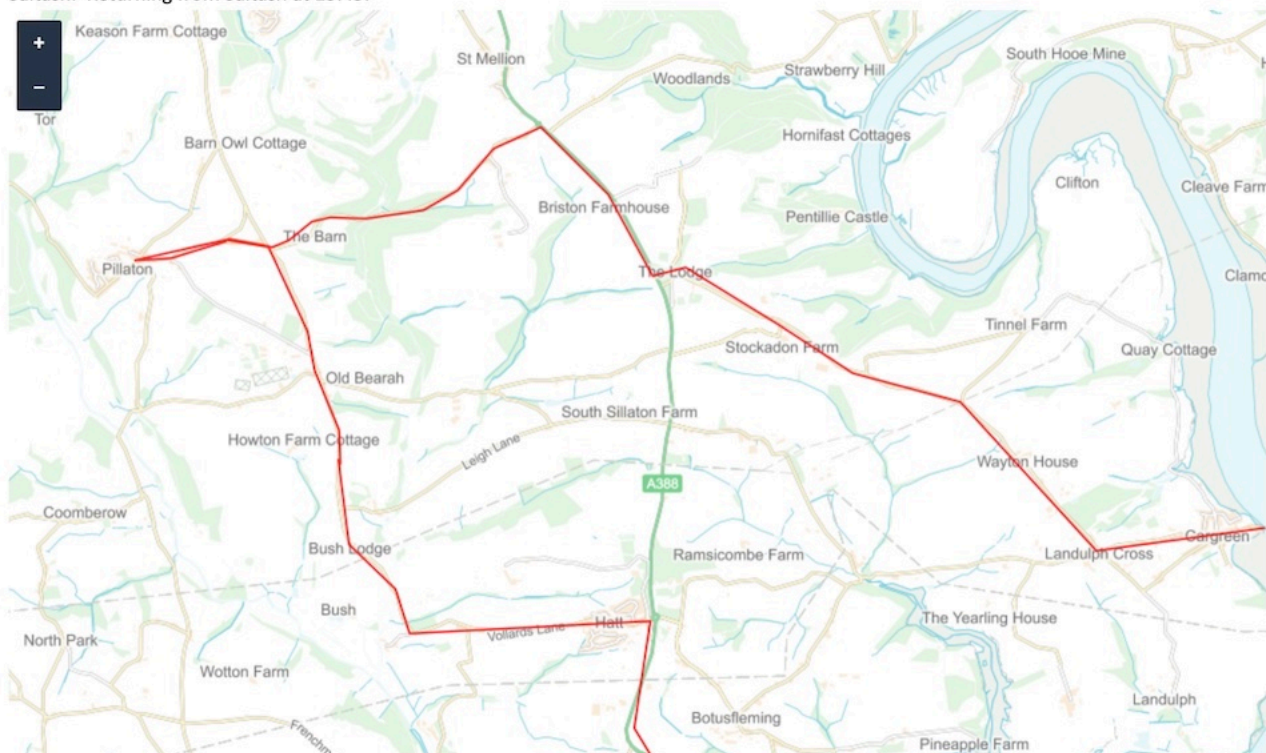 +
−
Keason Farm Cottage
St Mellion
South Hooe Mine
Woodlands
Strawberry Hill
Tor
Barn Owl Cottage
Hornifast Cottages
Clifton
Cleave Farm
Briston Farmhouse
Pentillie Castle
The Barn
Pillaton
The Lodge
Tinnel Farm
Stockadon Farm
Quay Cottage
Old Bearah
South Sillaton Farm
Howton Farm Cottage
Leigh Lane
Wayton House
A388
Coomberow
Cargreen
Bush Lodge
Ramsicombe Farm
Landulph Cross
Bush
The Yearling House
Vollards Lane
Hatt
North Park
Wotton Farm
Landulph
Botusfleming
Pineapple Farm